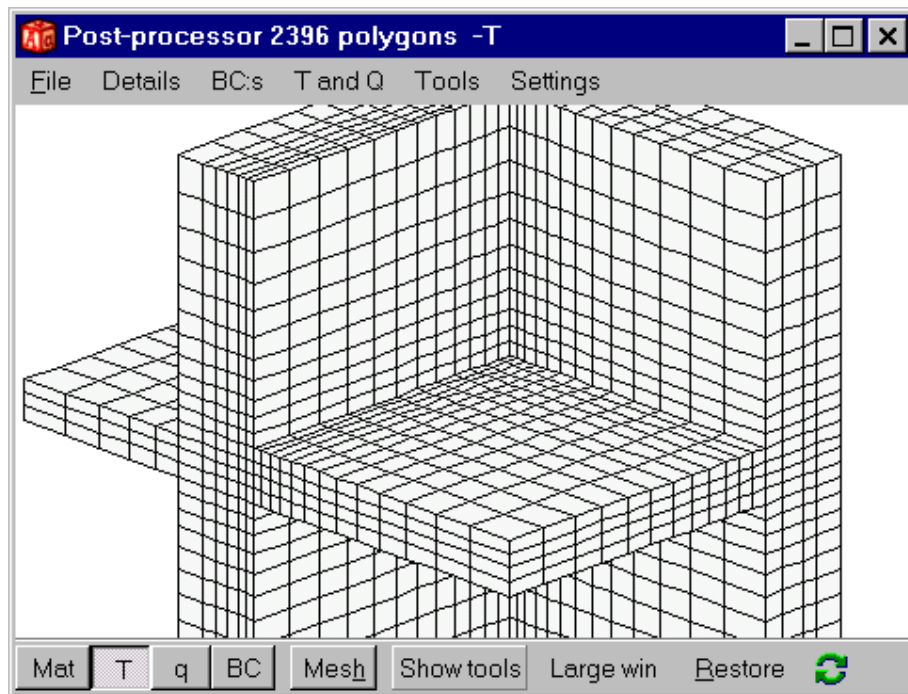 Post-processor 2396 polygons -T
File Details BC:s T and Q Tools Settings
Mat T q BC Mesh Show tools Large win Restore